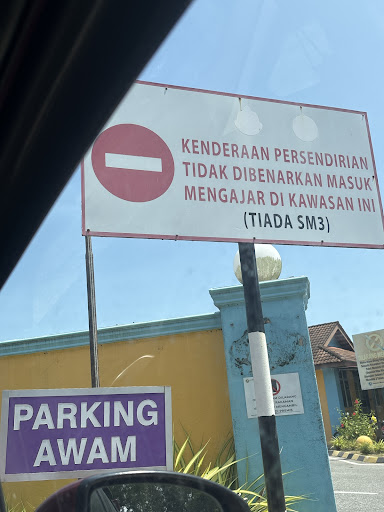 KENDERAAN PERSENDIRIAN
TIDAK DIBENARKAN MASUK
MENGAJAR DI KAWASAN INI
(TIADA SM3)
PARKING
AWAM